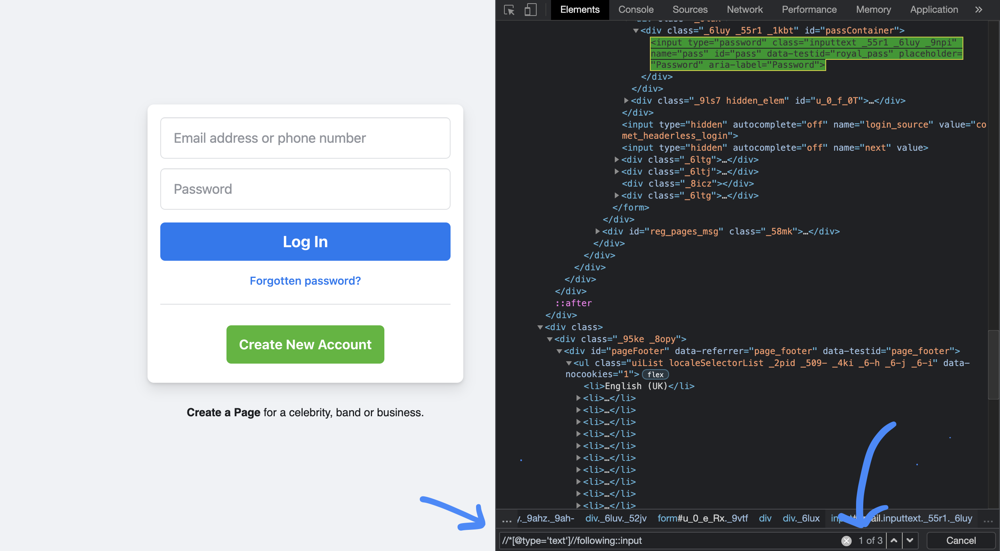 Email address or phone number
Password
Log In
Forgotten password?
Create New Account
Create a Page for a celebrity, band or business.
Elements Console Sources Network Performance Memory Application
<div class="_6luy _55r1 _1kbt" id="passContainer">
<input type="password" class="inputtext _55r1 _6luy _9npi"
name="pass" id="pass" data-testid="royal_pass" placeholder=
"Password" aria-label="Password">
</div>
</div>
<div class="_9ls7 hidden_elem" id="u_0_f_0T">…</div>
</div>
<input type="hidden" autocomplete="off" name="login_source" value="co
met_headerless_login">
<input type="hidden" autocomplete="off" name="next" value>
<div class="_6ltg">…</div>
<div class="_6ltj">…</div>
<div class="_8icz"></div>
<div class="_6ltg">…</div>
</form>
</div>
<div id="reg_pages_msg" class="_58mk">…</div>
</div>
</div>
</div>
</div>
</div>
::after
</div>
<div class>
<div class="_95ke _8opy">
<div id="pageFooter" data-referrer="page_footer" data-testid="page_footer">
<ul class="uiList localeSelectorList _2pid _509- _4ki _6-h _6-j _6-i" data-
nocookies="1"> flex
<li>English (UK)</li>
<li>…</li>
<li>…</li>
<li>…</li>
<li>…</li>
<li>…</li>
<li>…</li>
<li>…</li>
<li>…</li>
<li>…</li>
<li>…</li>
... ._9ahz._9ah- div._6luv._52jv form#u_0_e_Rx._9vtf div div._6lux .inputtext._55r1._6luy ...
//*[@type='text']//following::input 1 of 3 Cancel